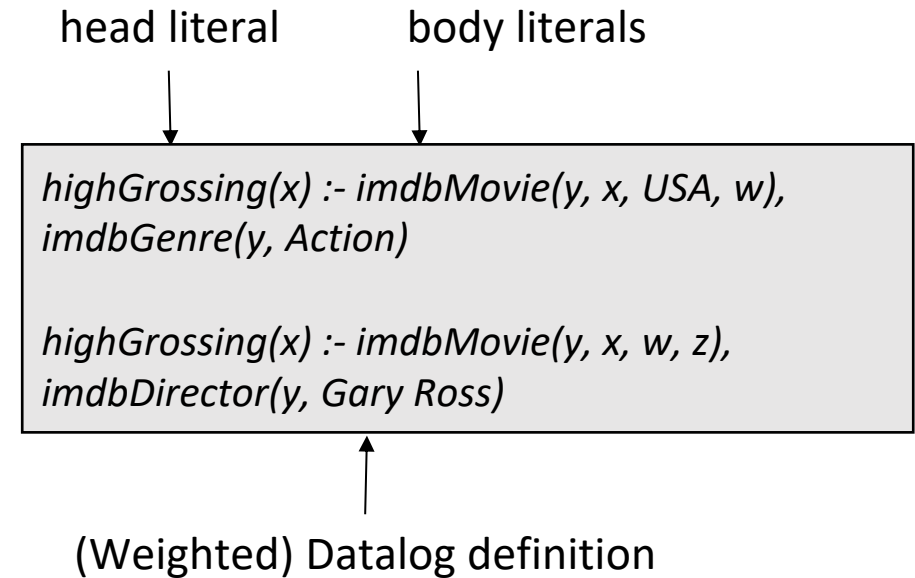 head literal body literals
highGrossing(x) :- imdbMovie(y, x, USA, w),
imdbGenre(y, Action)
highGrossing(x) :- imdbMovie(y, x, w, z),
imdbDirector(y, Gary Ross)
(Weighted) Datalog definition